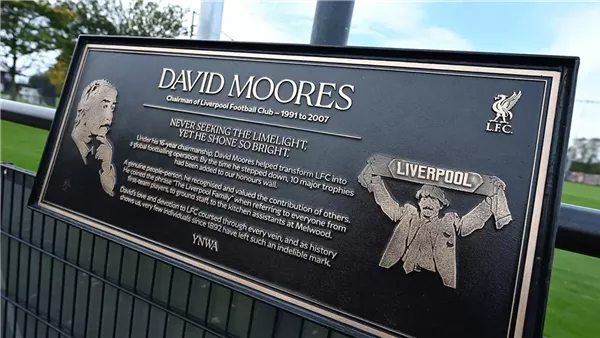 DAVID MOORES
Chairman of Liverpool Football Club – 1991 to 2007
NEVER SEEKING THE LIMELIGHT,
YET HE SHONE SO BRIGHT.
Under his 16-year chairmanship, David Moores helped transform LFC into
a global footballing operation. By the time he stepped down, 10 major trophies
had been added to our honours wall.
A genuine people-person, he recognised and valued the contribution of others.
He coined the phrase "The Liverpool Family" when referring to everyone from
first-team players, to ground staff, to the kitchen assistants at Melwood.
David's love and devotion to LFC coursed through every vein, and as history
shows us very few individuals since 1892 have left such an indelible mark.
YNWA
L.F.C.
LIVERPOOL